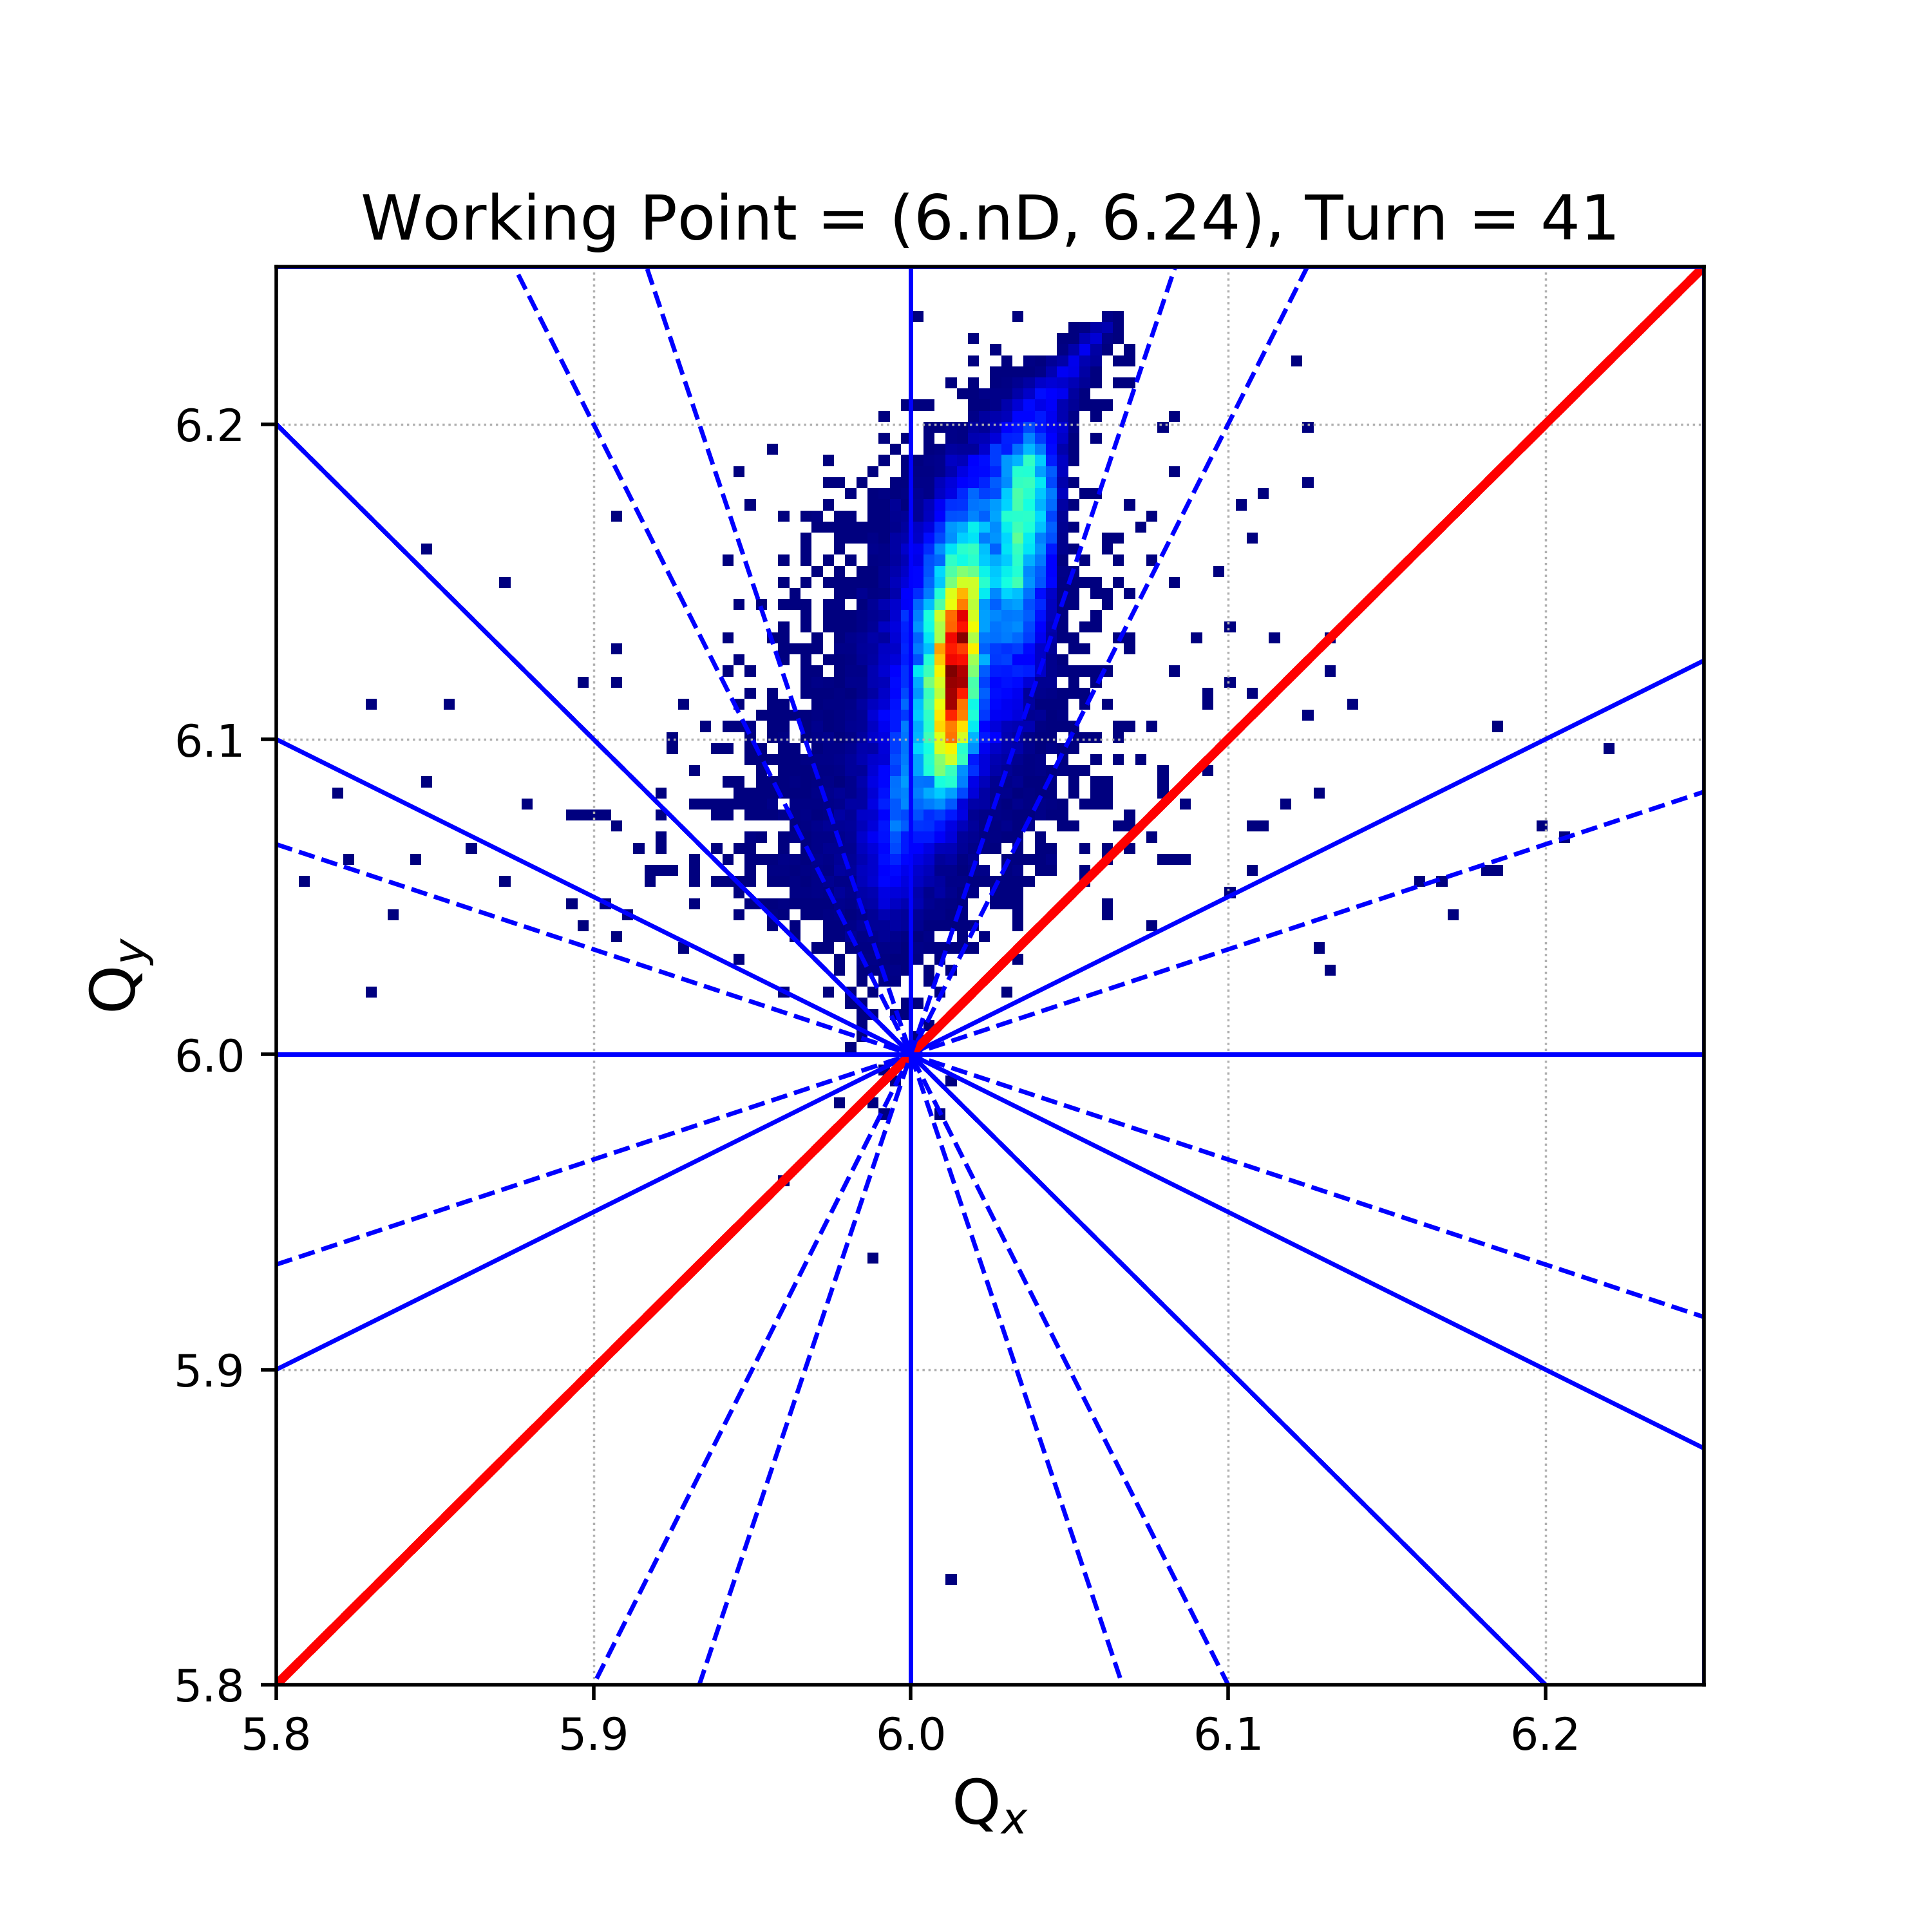 Working Point = (6.nD, 6.24), Turn = 41
6.2
6.1
6.0
5.9
5.8
Qy
5.8 5.9 6.0 6.1 6.2
Qx